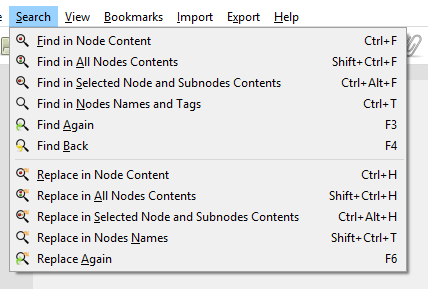 Search View Bookmarks Import Export Help
Find in Node Content Ctrl+F
Find in All Nodes Contents Shift+Ctrl+F
Find in Selected Node and Subnodes Contents Ctrl+Alt+F
Find in Nodes Names and Tags Ctrl+T
Find Again F3
Find Back F4
Replace in Node Content Ctrl+H
Replace in All Nodes Contents Shift+Ctrl+H
Replace in Selected Node and Subnodes Contents Ctrl+Alt+H
Replace in Nodes Names Shift+Ctrl+T
Replace Again F6